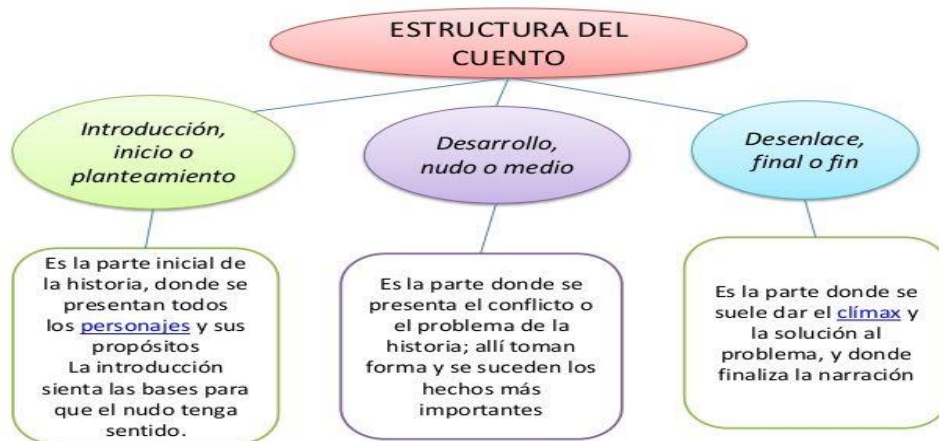 ESTRUCTURA DEL
CUENTO
Introducción,
inicio o
planteamiento
Es la parte inicial de
la historia, donde se
presentan todos
los personajes y sus
propósitos
La introducción
sienta las bases para
que el nudo tenga
sentido.
Desarrollo,
nudo o medio
Es la parte donde se
presenta el conflicto o
el problema de la
historia; allí toman
forma y se suceden los
hechos más
importantes
Desenlace,
final o fin
Es la parte donde se
suele dar el clímax y
la solución al
problema, y donde
finaliza la narración